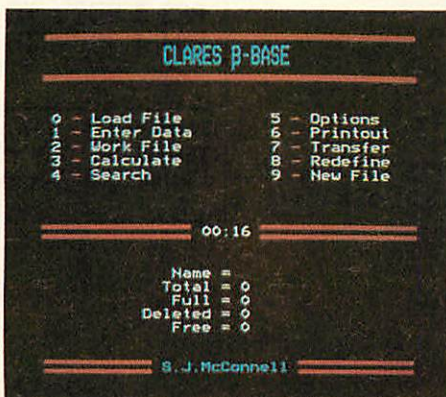 CLARES β-BASE
0 - Load File
1 - Enter Data
2 - Work File
3 - Calculate
4 - Search
5 - Options
6 - Printout
7 - Transfer
8 - Redefine
9 - New File
00:16
Name =
Total = 0
Full = 0
Deleted = 0
Free = 0
S.J.McConnell